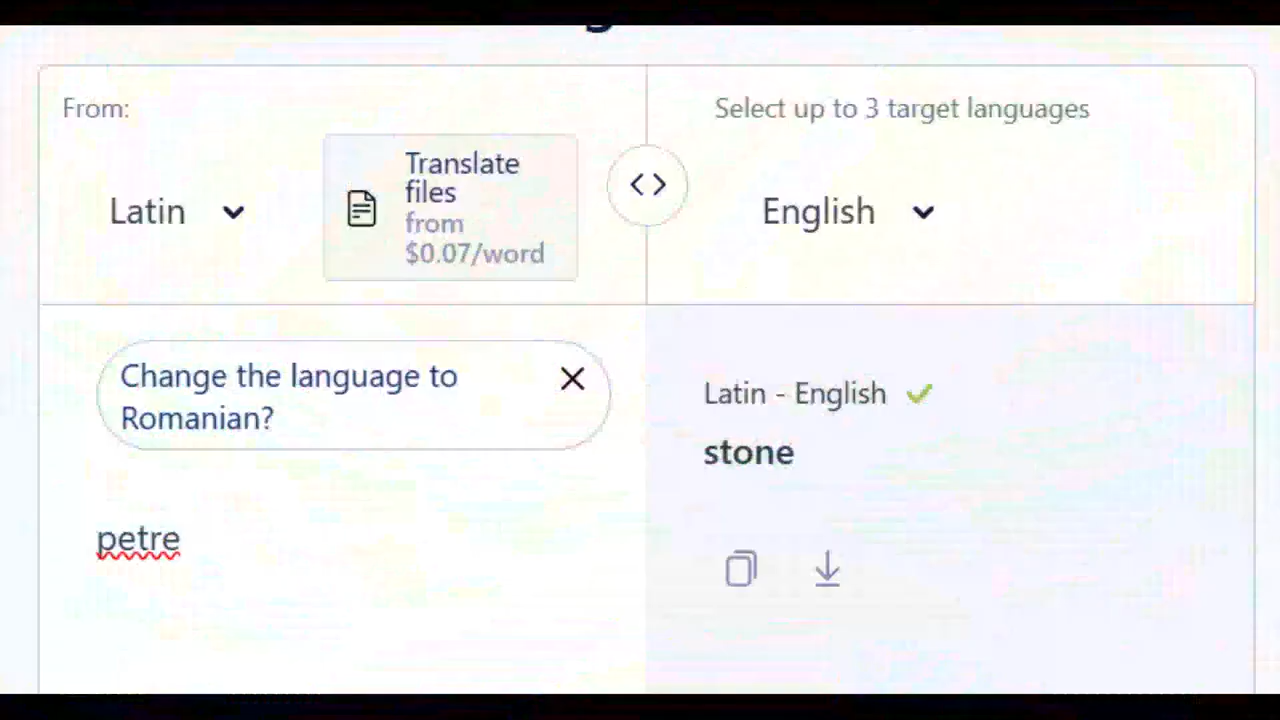 From:
Select up to 3 target languages
Latin
Translate
files
from
$0.07/word
English
Change the language to
Romanian?
Latin - English
stone
petre